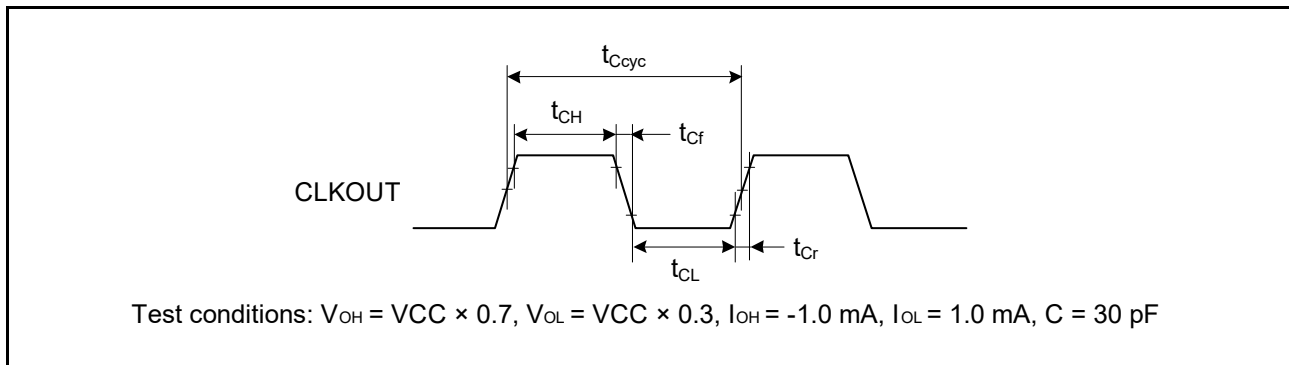 tCcyc
tCH
tCf
CLKOUT
tCr
tCL
Test conditions: VOH = VCC × 0.7, VOL = VCC × 0.3, IOH = -1.0 mA, IOL = 1.0 mA, C = 30 pF